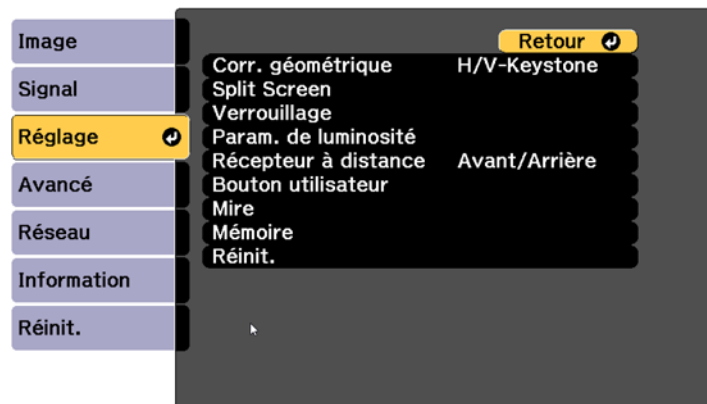 Image
Signal
Réglage
Avancé
Réseau
Information
Réinit.
Retour
Corr. géométrique H/V-Keystone
Split Screen
Verrouillage
Param. de luminosité
Récepteur à distance Avant/Arrière
Bouton utilisateur
Mire
Mémoire
Réinit.